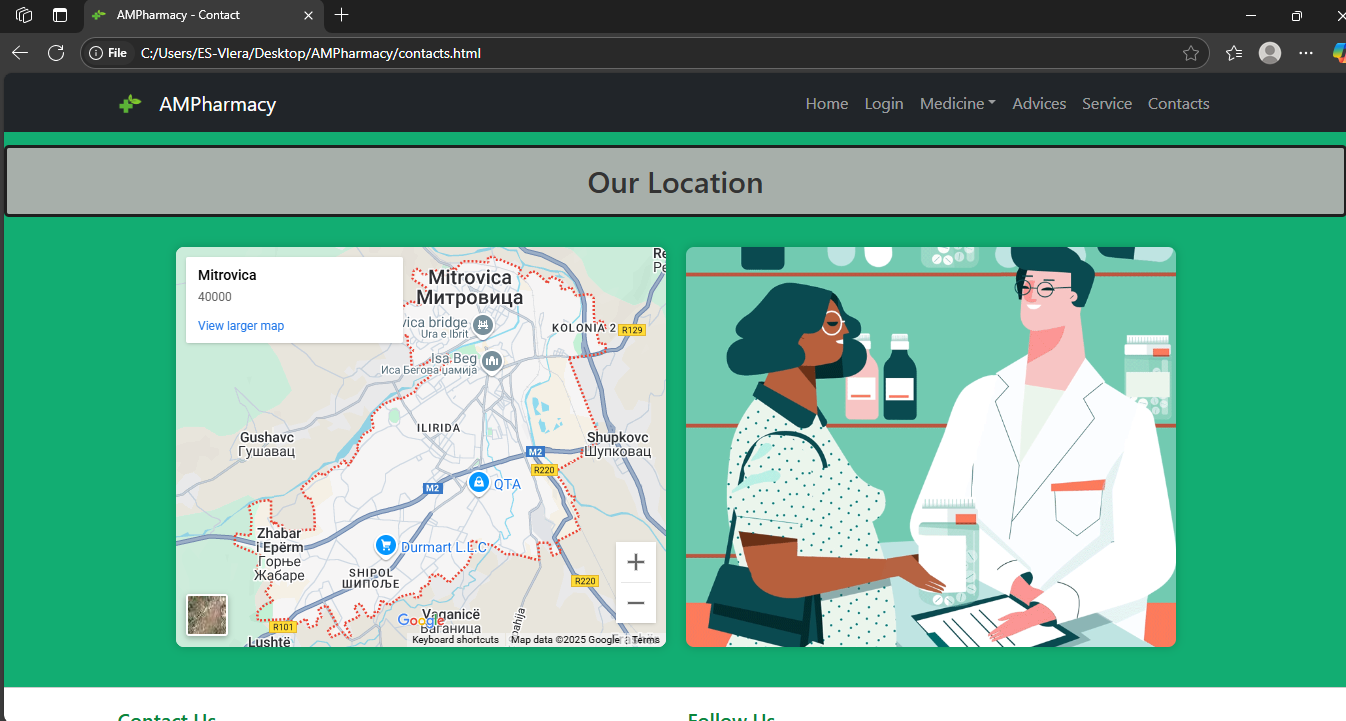 AMPharmacy - Contact
File C:/Users/ES-Vlera/Desktop/AMPharmacy/contacts.html
AMPharmacy Home Login Medicine Advices Service Contacts
Our Location
Mitrovica
40000
View larger map
Mitrovica
Митровица
vica bridge
Ura e Ibrit
Isa Beg
Иса Бегова џамија
KOLONIA 2
R129
ILIRIDA
Gushavc
Гушавац
Shupkovc
Шупковац
M2
R220
M2
QTA
Zhabar
i Epërm
Горње
Жабаре
Durmart L.L.C
SHIPOL
ШИПОЉЕ
R220
R101
Vaganicë
Ваганица
Lushtë
Google
Keyboard shortcuts Map data ©2025 Google Terms
Contact Us
Follow Us